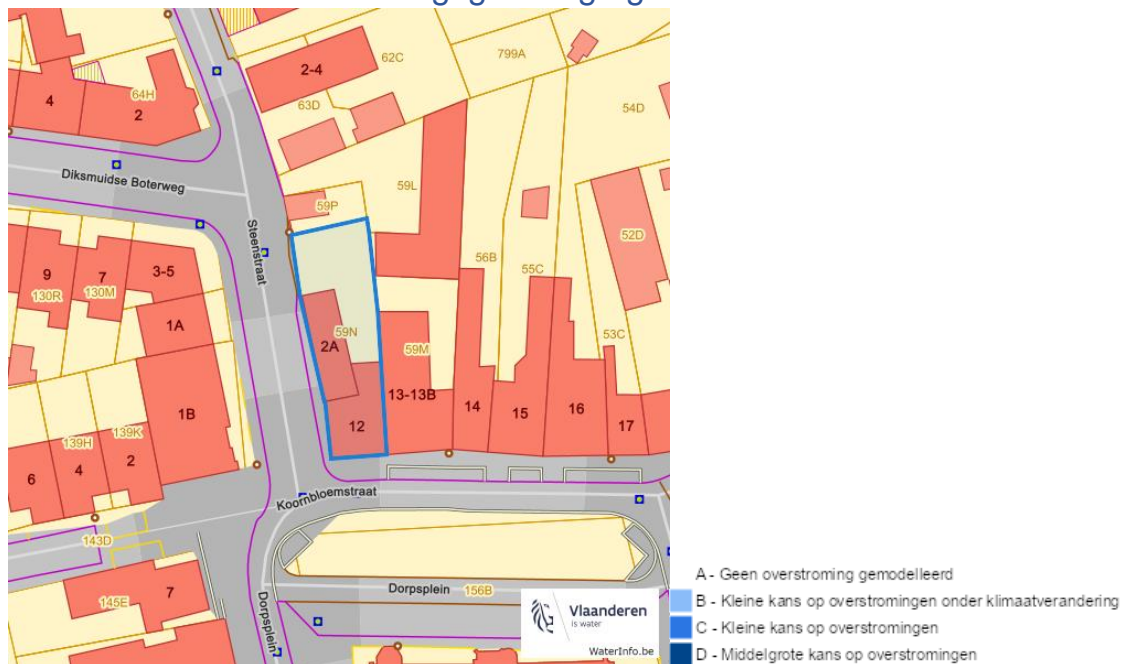 2-4
62C
799A
4
64H
2
63D
54D
Diksmuidse Boterweg
59L
59P
Steenstraat
52D
56B
55C
9
7
3-5
130R
130M
1A
59N
2A
59M
53C
13-13B
14
15
16
17
12
1B
139H
139K
6
4
2
Koornbloemstraat
143D
145E
7
Dorpsplein
156B
Dorpsplein
Vlaanderen
is water
WaterInfo.be
A - Geen overstroming gemodelleerd
B - Kleine kans op overstromingen onder klimaatverandering
C - Kleine kans op overstromingen
D - Middelgrote kans op overstromingen